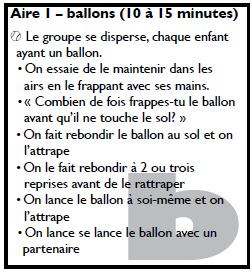 Aire 1 – ballons (10 à 15 minutes)
Le groupe se disperse, chaque enfant
ayant un ballon.
• On essaie de le maintenir dans les
airs en le frappant avec ses mains.
• « Combien de fois frappes-tu le ballon
avant qu'il ne touche le sol? »
• On fait rebondir le ballon au sol et on
l'attrape
• On le fait rebondir à 2 ou trois
reprises avant de le rattraper
• On lance le ballon à soi-même et on
l'attrape
• On lance se lance le ballon avec un
partenaire
b